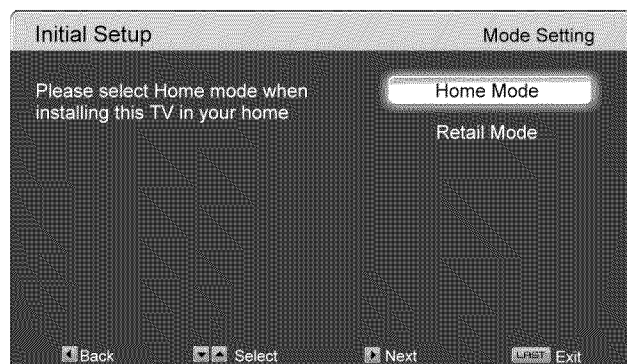 Initial Setup
Mode Setting
Please select Home mode when
installing this TV in your home
Home Mode
Retail Mode
Back
Select
Next
LAST Exit